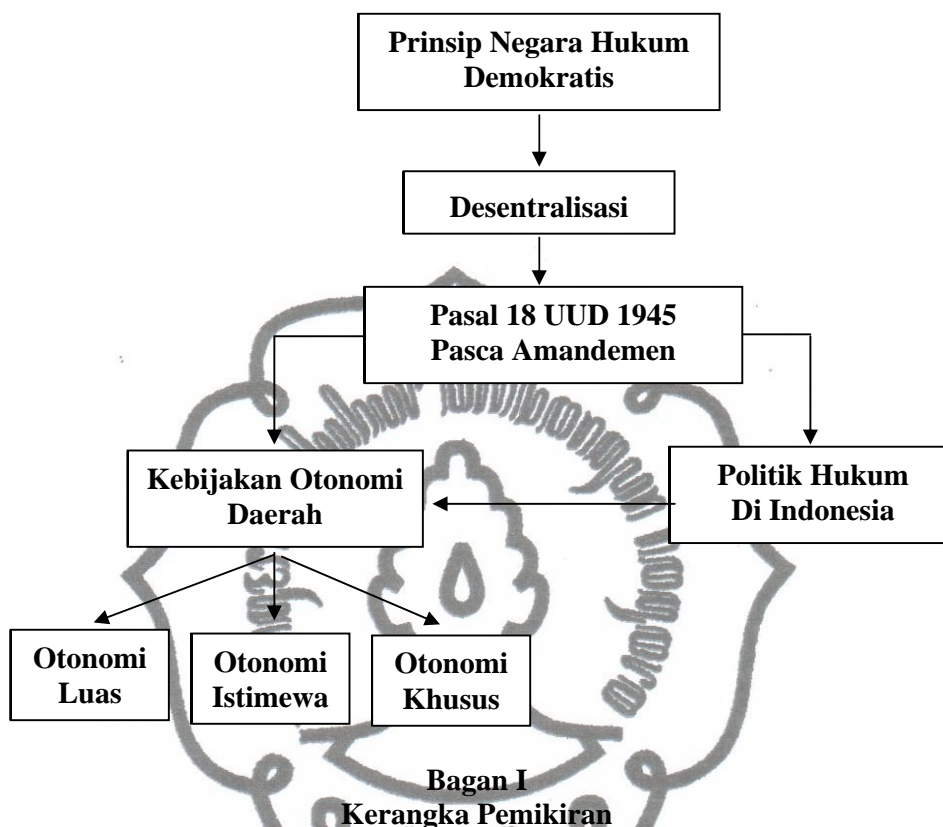 Prinsip Negara Hukum
Demokratis
Desentralisasi
Pasal 18 UUD 1945
Pasca Amandemen
Kebijakan Otonomi
Daerah
Politik Hukum
Di Indonesia
Otonomi
Luas
Otonomi
Istimewa
Otonomi
Khusus
Bagan I
Kerangka Pemikiran